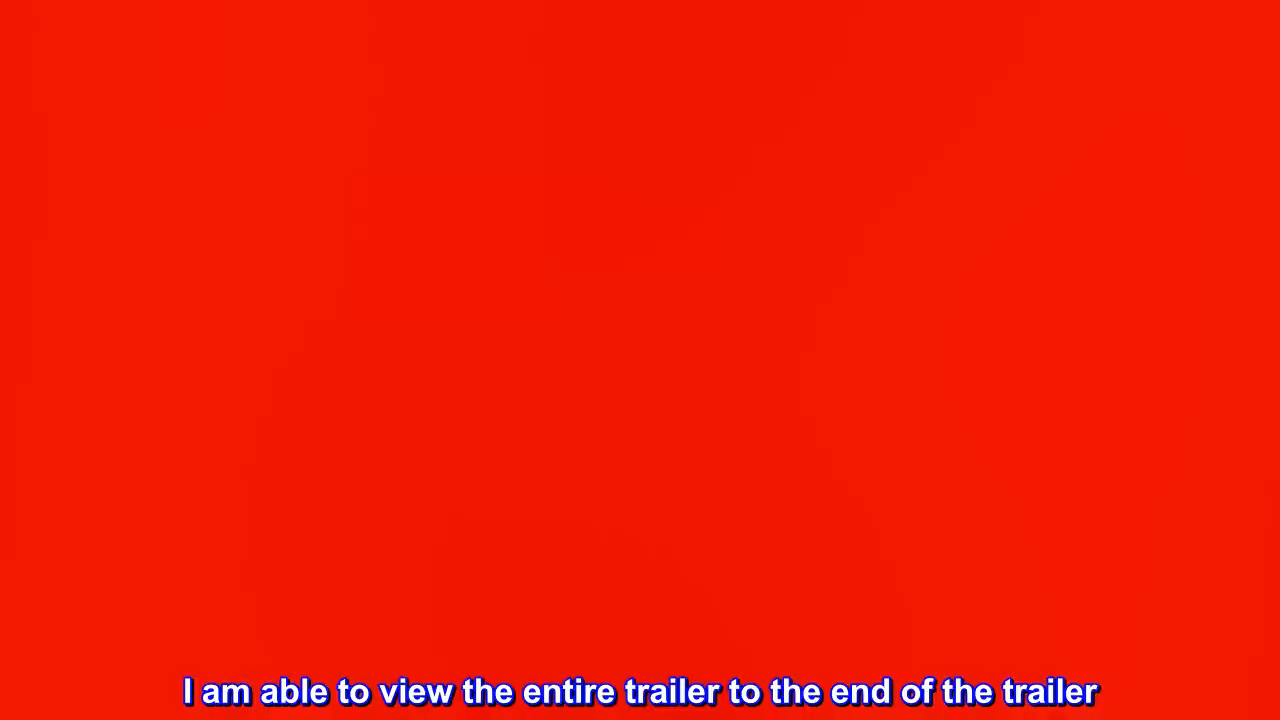 I am able to view the entire trailer to the end of the trailer